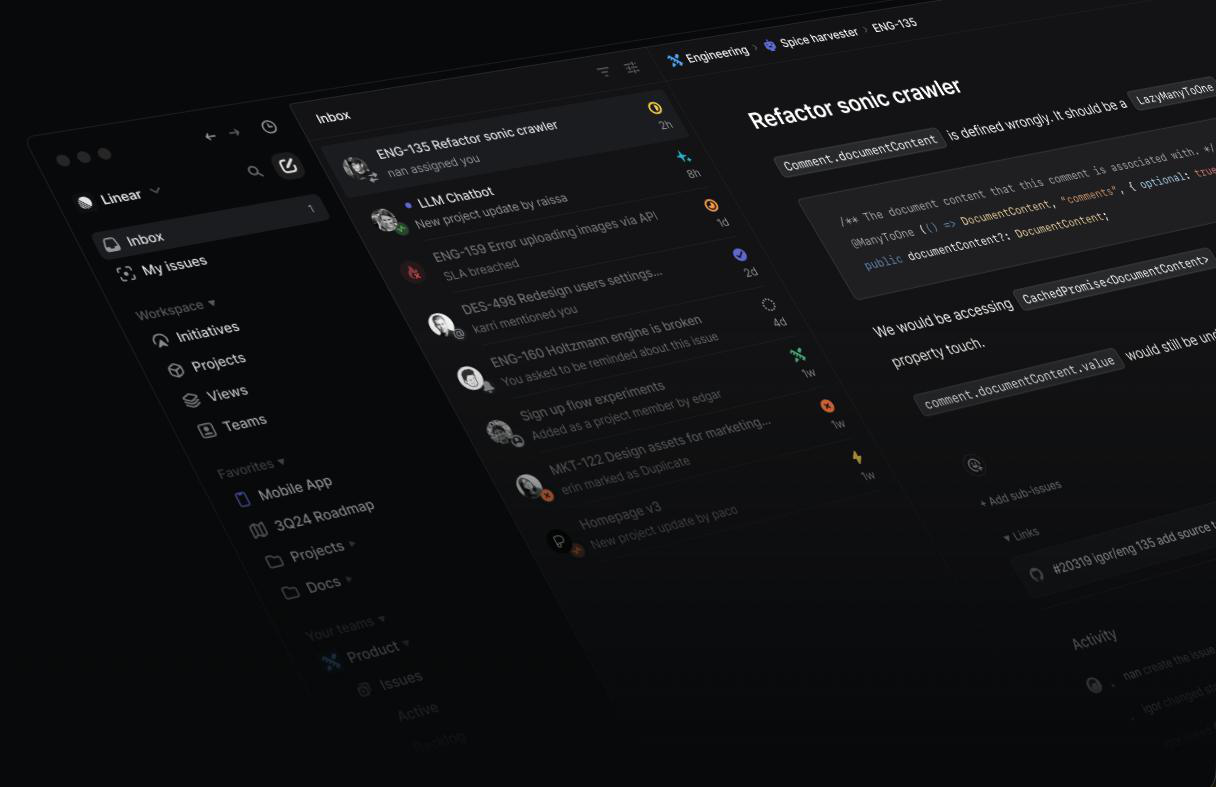 Linear
Inbox
1
My issues
Workspace
Initiatives
Projects
Views
Teams
Favorites
Mobile App
3Q24 Roadmap
Projects
Docs
Your teams
Product
Issues
Active
Backlog
Inbox
ENG-135 Refactor sonic crawler
nan assigned you
2h
LLM Chatbot
New project update by raissa
8h
ENG-159 Error uploading images via API
SLA breached
1d
DES-498 Redesign users settings...
karri mentioned you
2d
ENG-160 Holtzmann engine is broken
You asked to be reminded about this issue
4d
Sign up flow experiments
Added as a project member by edgar
1w
MKT-122 Design assets for marketing...
erin marked as Duplicate
1w
Homepage v3
New project update by paco
1w
Engineering › Spice harvester › ENG-135
Refactor sonic crawler
Comment.documentContent is defined wrongly. It should be a LazyManyToOne
/** The document content that this comment is associated with. */
@ManyToOne (() => DocumentContent, "comments", { optional: true
public documentContent?: DocumentContent;
We would be accessing CachedPromise<DocumentContent>
property touch.
comment.documentContent.value would still be und
+ Add sub-issues
Links
#20319 igor/eng 135 add source t
Activity
nan create the issue
igor changed st